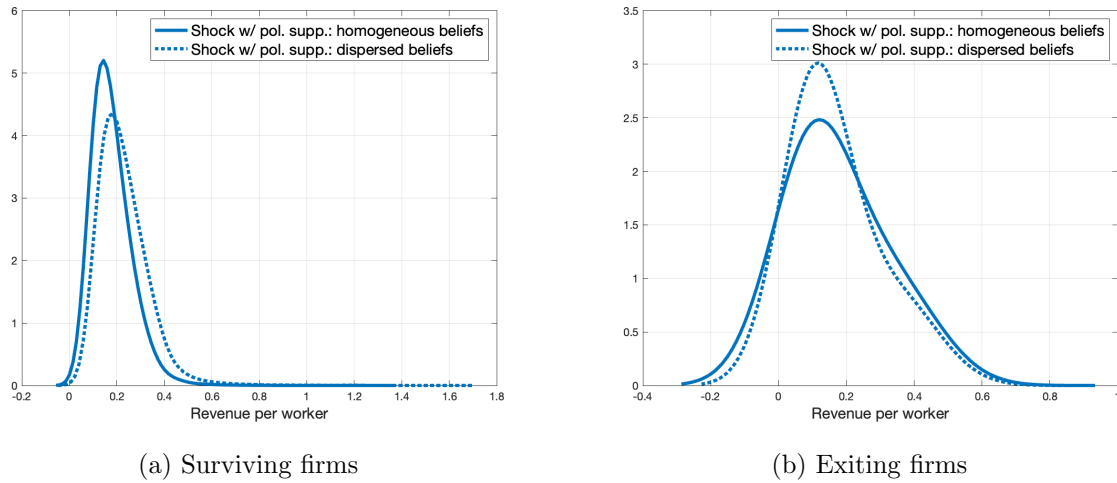 Shock w/ pol. supp.: homogeneous beliefs
Shock w/ pol. supp.: dispersed beliefs
6
5
4
3
2
1
0
-0.2 0 0.2 0.4 0.6 0.8 1 1.2 1.4 1.6 1.8
Revenue per worker
(a) Surviving firms
Shock w/ pol. supp.: homogeneous beliefs
Shock w/ pol. supp.: dispersed beliefs
3.5
3
2.5
2
1.5
1
0.5
0
-0.4 -0.2 0 0.2 0.4 0.6 0.8 1
Revenue per worker
(b) Exiting firms